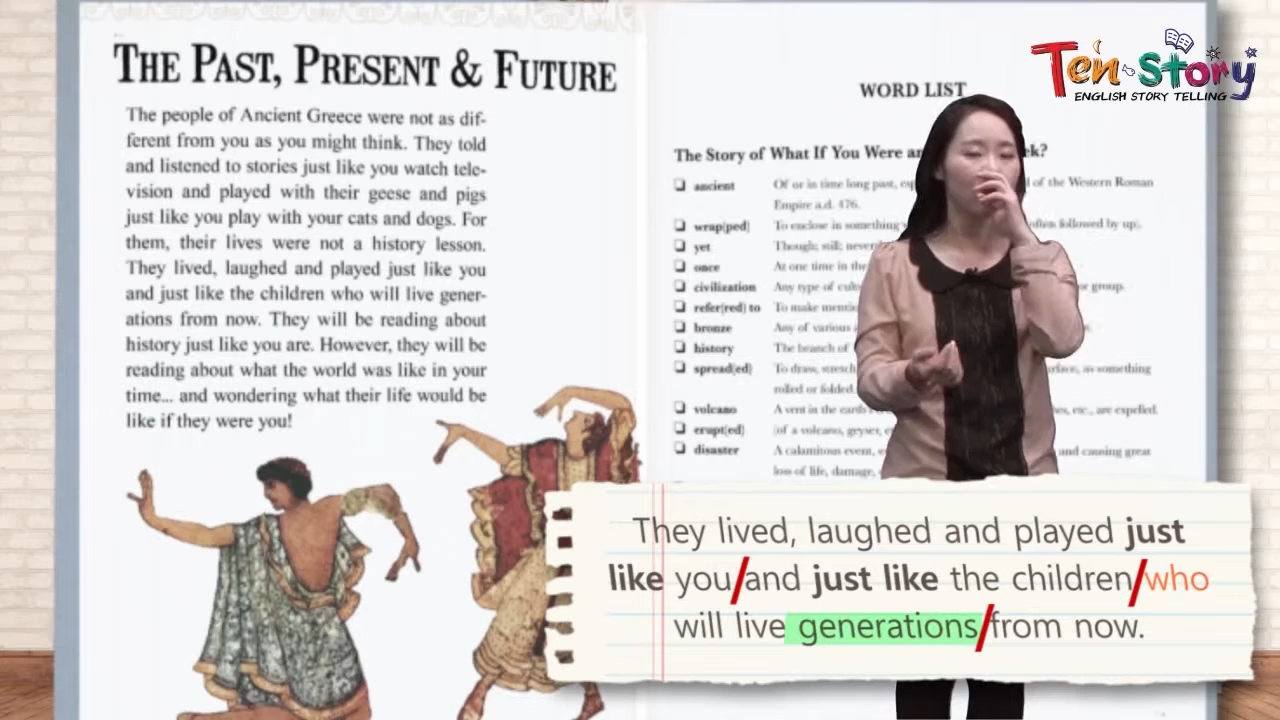 THE PAST, PRESENT & FUTURE
The people of Ancient Greece were not as dif-
ferent from you as you might think. They told
and listened to stories just like you watch tele-
vision and played with their geese and pigs
just like you play with your cats and dogs. For
them, their lives were not a history lesson.
They lived, laughed and played just like you
and just like the children who will live gener-
ations from now. They will be reading about
history just like you are. However, they will be
reading about what the world was like in your
time... and wondering what their life would be
like if they were you!
Ten Story
ENGLISH STORY TELLING
WORD LIST
The Story of What If You Were an
ancient Of or in time long past, of the Western Roman
Empire a.d. 476.
wrap(ped) To enclose in something often followed by up).
yet Though; still;
once At one time in the
civilization Any type of group.
refer(red) to To make
bronze Any of various
history The branch of
spread(ed) To draw, as something
rolled or folded.
volcano A vent in the etc., are expelled.
erupt(ed) (of a volcano, geyser,
disaster A calamitous event, and causing great
loss of life, damage,
They lived, laughed and played just
like you/and just like the children/who
will live generations/from now.